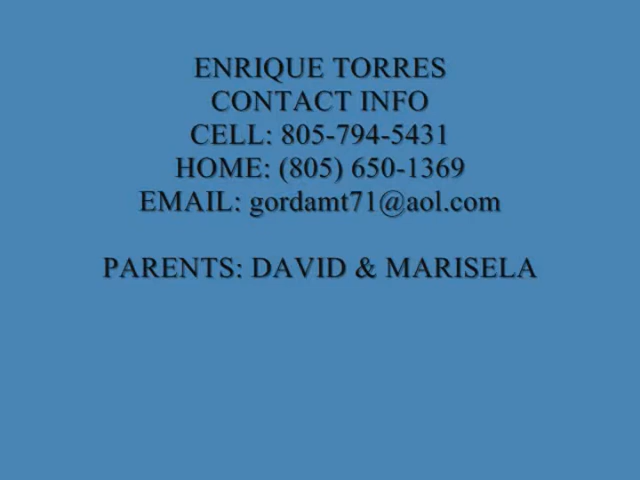 ENRIQUE TORRES
CONTACT INFO
CELL: 805-794-5431
HOME: (805) 650-1369
EMAIL: gordamt71@aol.com
PARENTS: DAVID & MARISELA